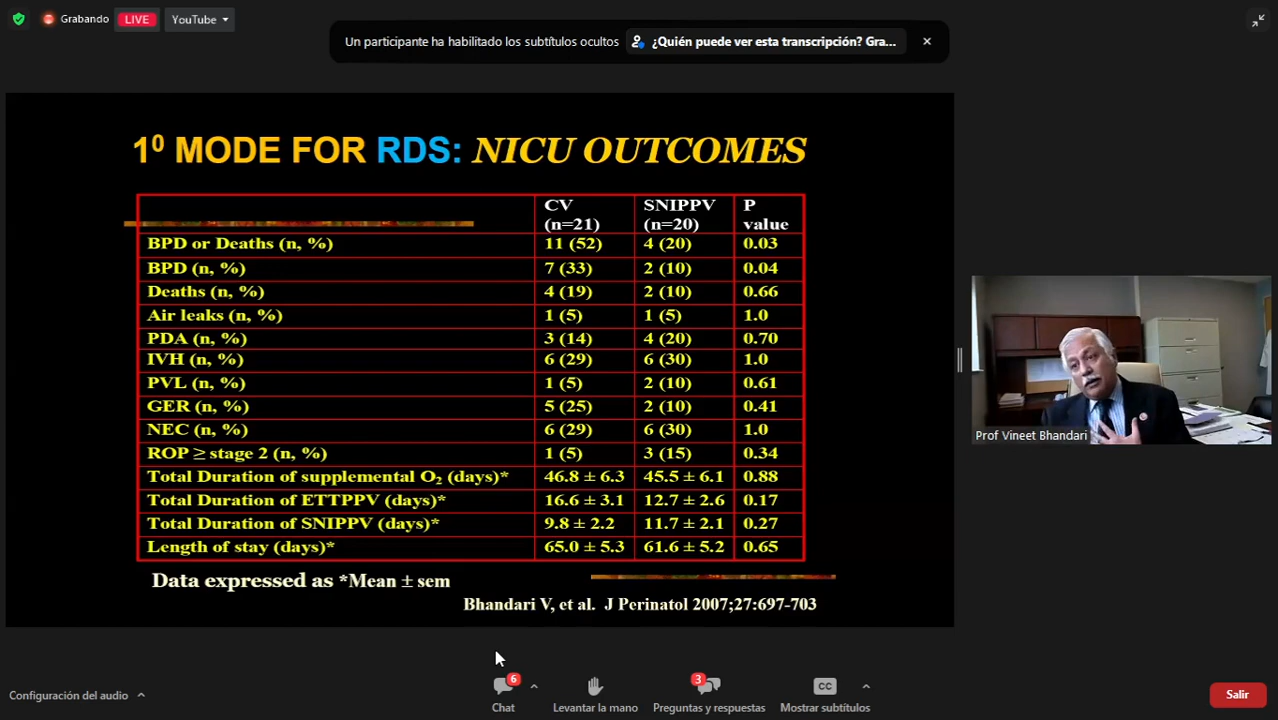 Grabando
LIVE
YouTube
Un participante ha habilitado los subtítulos ocultos
¿Quién puede ver esta transcripción? Gra...
1⁰ MODE FOR RDS: NICU OUTCOMES
CV (n=21) SNIPPV (n=20) P value
BPD or Deaths (n, %) 11 (52) 4 (20) 0.03
BPD (n, %) 7 (33) 2 (10) 0.04
Deaths (n, %) 4 (19) 2 (10) 0.66
Air leaks (n, %) 1 (5) 1 (5) 1.0
PDA (n, %) 3 (14) 4 (20) 0.70
IVH (n, %) 6 (29) 6 (30) 1.0
PVL (n, %) 1 (5) 2 (10) 0.61
GER (n, %) 5 (25) 2 (10) 0.41
NEC (n, %) 6 (29) 6 (30) 1.0
ROP ≥ stage 2 (n, %) 1 (5) 3 (15) 0.34
Total Duration of supplemental O₂ (days)* 46.8 ± 6.3 45.5 ± 6.1 0.88
Total Duration of ETTPPV (days)* 16.6 ± 3.1 12.7 ± 2.6 0.17
Total Duration of SNIPPV (days)* 9.8 ± 2.2 11.7 ± 2.1 0.27
Length of stay (days)* 65.0 ± 5.3 61.6 ± 5.2 0.65
Data expressed as *Mean ± sem
Bhandari V, et al. J Perinatol 2007;27:697-703
Prof Vineet Bhandari
Configuración del audio
6
Chat
Levantar la mano
3
Preguntas y respuestas
CC
Mostrar subtítulos
Salir